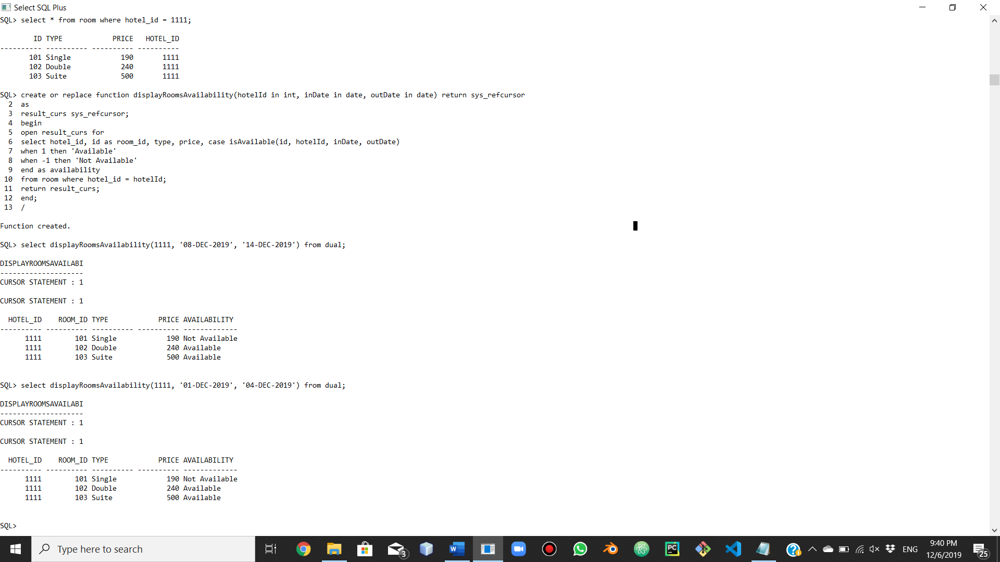 Select SQL Plus
SQL> select * from room where hotel_id = 1111;
        ID TYPE            PRICE   HOTEL_ID
---------- ---------- ---------- ----------
       101 Single            190       1111
       102 Double            240       1111
       103 Suite             500       1111
SQL> create or replace function displayRoomsAvailability(hotelId in int, inDate in date, outDate in date) return sys_refcursor
  2  as
  3  result_curs sys_refcursor;
  4  begin
  5  open result_curs for
  6  select hotel_id, id as room_id, type, price, case isAvailable(id, hotelId, inDate, outDate)
  7  when 1 then 'Available'
  8  when -1 then 'Not Available'
  9  end as availability
 10  from room where hotel_id = hotelId;
 11  return result_curs;
 12  end;
 13  /
Function created.
SQL> select displayRoomsAvailability(1111, '08-DEC-2019', '14-DEC-2019') from dual;
DISPLAYROOMSAVAILABI
--------------------
CURSOR STATEMENT : 1
CURSOR STATEMENT : 1
  HOTEL_ID    ROOM_ID TYPE            PRICE AVAILABILITY
---------- ---------- ---------- ---------- -------------
      1111        101 Single            190 Not Available
      1111        102 Double            240 Available
      1111        103 Suite             500 Available
SQL> select displayRoomsAvailability(1111, '01-DEC-2019', '04-DEC-2019') from dual;
DISPLAYROOMSAVAILABI
--------------------
CURSOR STATEMENT : 1
CURSOR STATEMENT : 1
  HOTEL_ID    ROOM_ID TYPE            PRICE AVAILABILITY
---------- ---------- ---------- ---------- -------------
      1111        101 Single            190 Not Available
      1111        102 Double            240 Available
      1111        103 Suite             500 Available
SQL>
Type here to search
3
W
PC
ENG
9:40 PM
12/6/2019
25